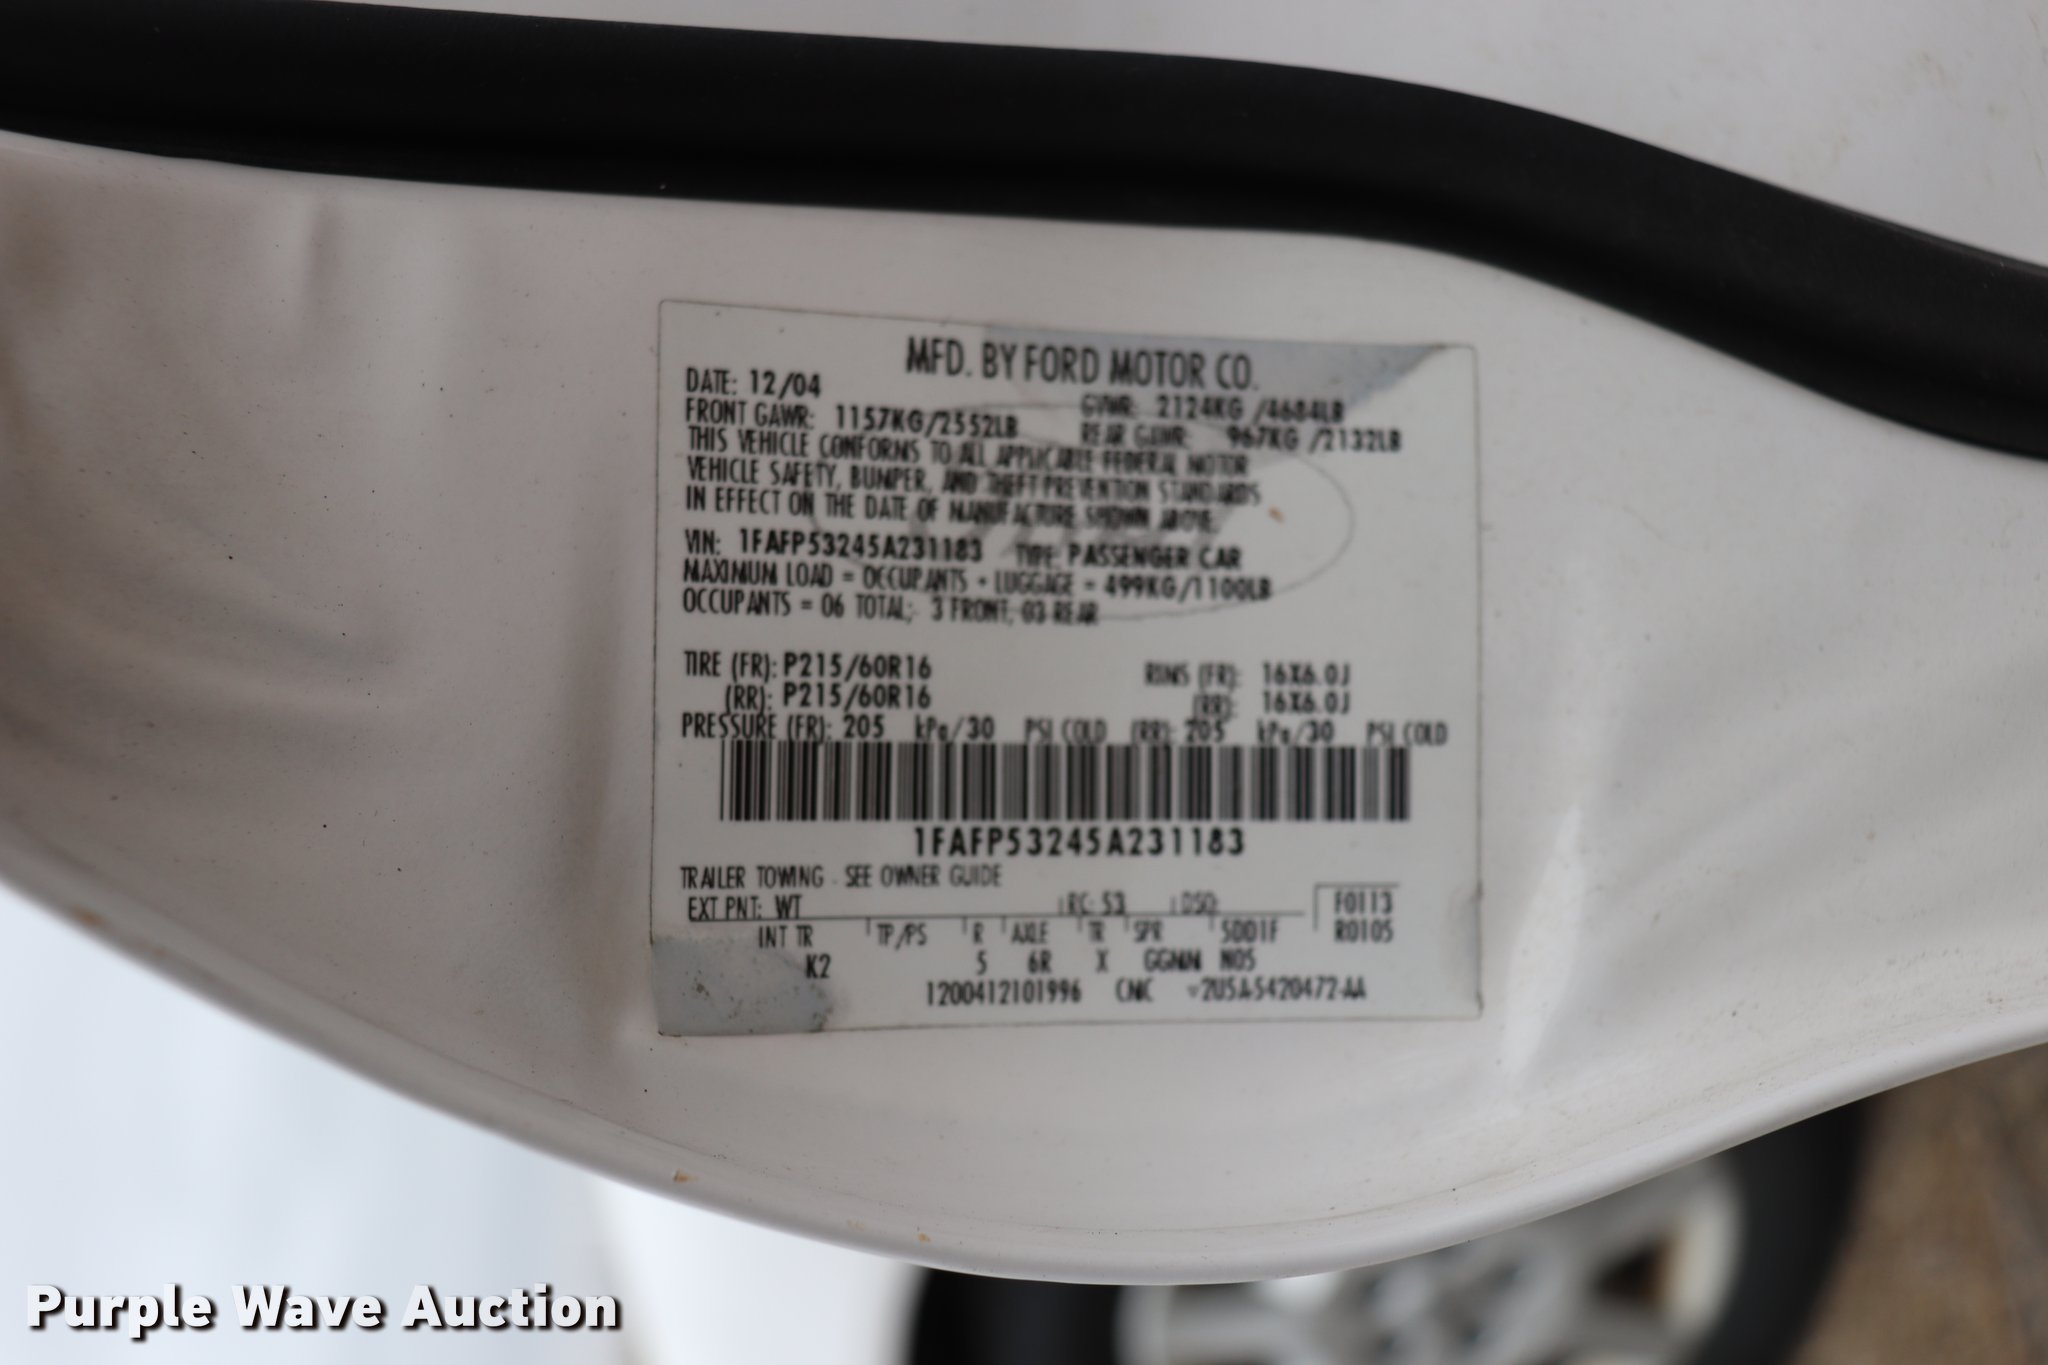 MFD. BY FORD MOTOR CO.
DATE: 12/04 GVWR: 2124KG /4684LB
FRONT GAWR: 1157KG/2552LB REAR GAWR: 967KG /2132LB
THIS VEHICLE CONFORMS TO ALL APPLICABLE FEDERAL MOTOR
VEHICLE SAFETY, BUMPER, AND THEFT PREVENTION STANDARDS
IN EFFECT ON THE DATE OF MANUFACTURE SHOWN ABOVE.
VIN: 1FAFP53245A231183 TYPE: PASSENGER CAR
MAXIMUM LOAD = OCCUPANTS + LUGGAGE = 499KG/1100LB
OCCUPANTS = 06 TOTAL; 3 FRONT, 03 REAR
TIRE (FR): P215/60R16 RIMS (FR): 16X6.0J
(RR): P215/60R16 (RR): 16X6.0J
PRESSURE (FR): 205 kPa/30 PSI COLD (RR): 205 kPa/30 PSI COLD
1FAFP53245A231183
TRAILER TOWING - SEE OWNER GUIDE
EXT PNT: WT RC: 53 DSO: F0113
INT TR TP/PS R AXLE TR SPR 5DD1F R0105
K2 5 6R X GGNN N05
1200412101996 CNC 2U5A-5420472-AA
Purple Wave Auction